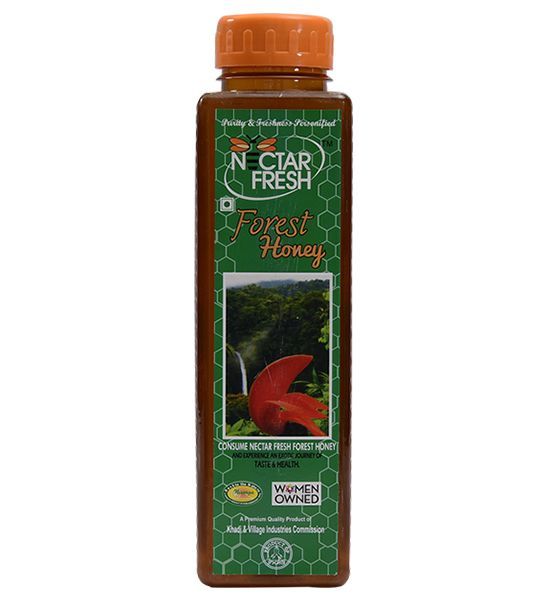 Purity & Freshness Personified
NECTAR TM
FRESH
Forest
Honey
CONSUME NECTAR FRESH FOREST HONEY
AND EXPERIENCE AN EXOTIC JOURNEY OF
TASTE & HEALTH.
WOMEN
OWNED
A Premium Quality Product of
Khadi & Village Industries Commission